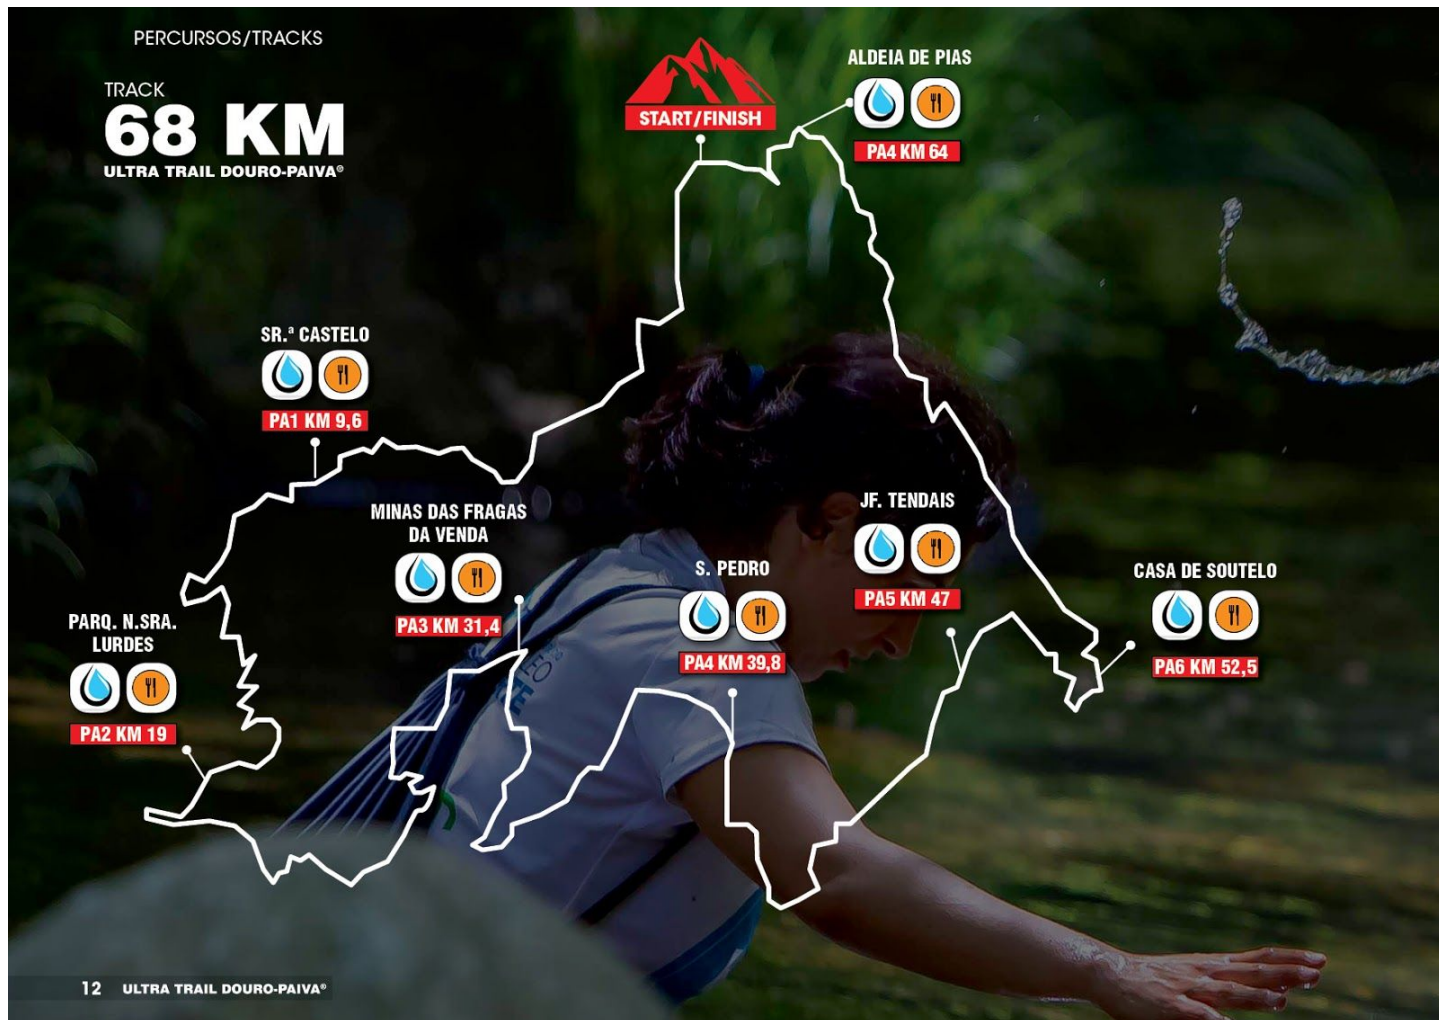 PERCURSOS/TRACKS
TRACK
68 KM
ULTRA TRAIL DOURO-PAIVA®
START/FINISH
ALDEIA DE PIAS
PA4 KM 64
SR.ª CASTELO
PA1 KM 9,6
MINAS DAS FRAGAS
DA VENDA
PA3 KM 31,4
S. PEDRO
PA4 KM 39,8
JF. TENDAIS
PA5 KM 47
CASA DE SOUTELO
PA6 KM 52,5
PARQ. N.SRA.
LURDES
PA2 KM 19
12 ULTRA TRAIL DOURO-PAIVA®